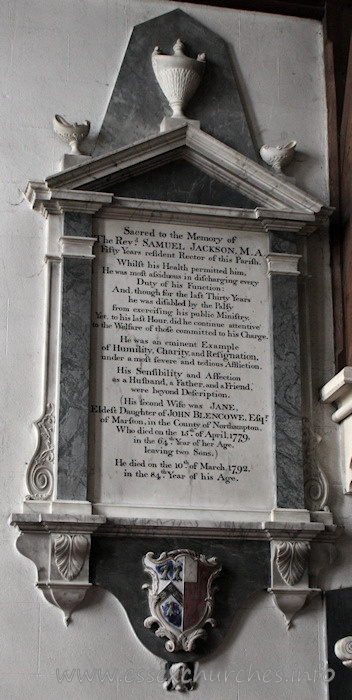 Sacred to the Memory of
The Revd. SAMUEL JACKSON, M.A.
Fifty Years resident Rector of this Parish.
Whilst his Health permitted him,
He was most assiduous in discharging every
Duty of his Function:
And, though for the last Thirty Years
he was disabled by the Palsy
from exercising his public Ministry,
Yet, to his last Hour, did he continue attentive
to the Welfare of those committed to his Charge.
He was an eminent Example
of Humility, Charity, and Resignation,
under a most severe and tedious Affliction.
His Sensibility and Affection
as a Husband, a Father, and a Friend,
were beyond Description.
(His second Wife was JANE,
Eldest Daughter of JOHN BLENCOWE, Esqr.
of Marston, in the County of Northampton,
Who died on the 15th. of April, 1779,
in the 64th. Year of her Age,
leaving two Sons.)
He died on the 10th. of March, 1792,
in the 84th. Year of his Age.
www.essexchurches.info